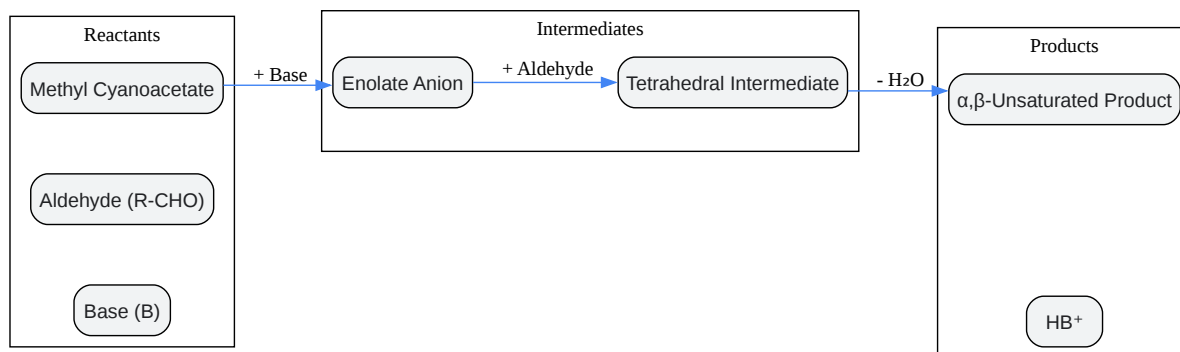 Reactants
Methyl Cyanoacetate
Aldehyde (R-CHO)
Base (B)
+ Base
Intermediates
Enolate Anion
+ Aldehyde
Tetrahedral Intermediate
- H₂O
Products
α,β-Unsaturated Product
HB⁺